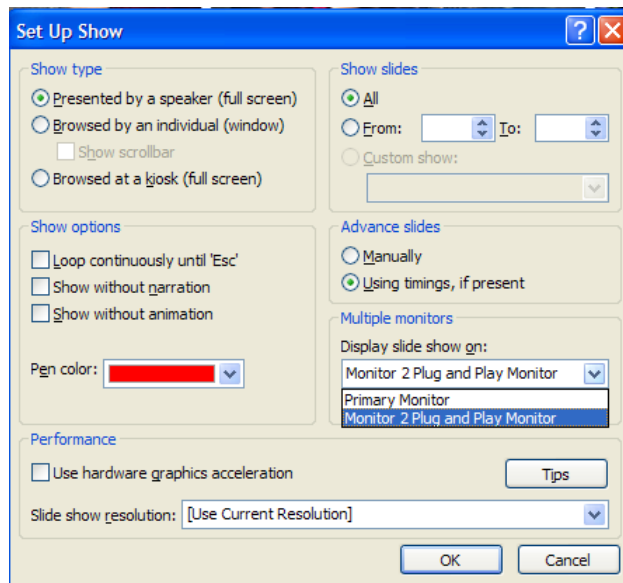 Set Up Show
Show type
Presented by a speaker (full screen)
Browsed by an individual (window)
Show scrollbar
Browsed at a kiosk (full screen)
Show slides
All
From: To:
Custom show:
Show options
Loop continuously until 'Esc'
Show without narration
Show without animation
Pen color:
Advance slides
Manually
Using timings, if present
Multiple monitors
Display slide show on:
Monitor 2 Plug and Play Monitor
Primary Monitor
Monitor 2 Plug and Play Monitor
Performance
Use hardware graphics acceleration
Tips
Slide show resolution: [Use Current Resolution]
OK Cancel